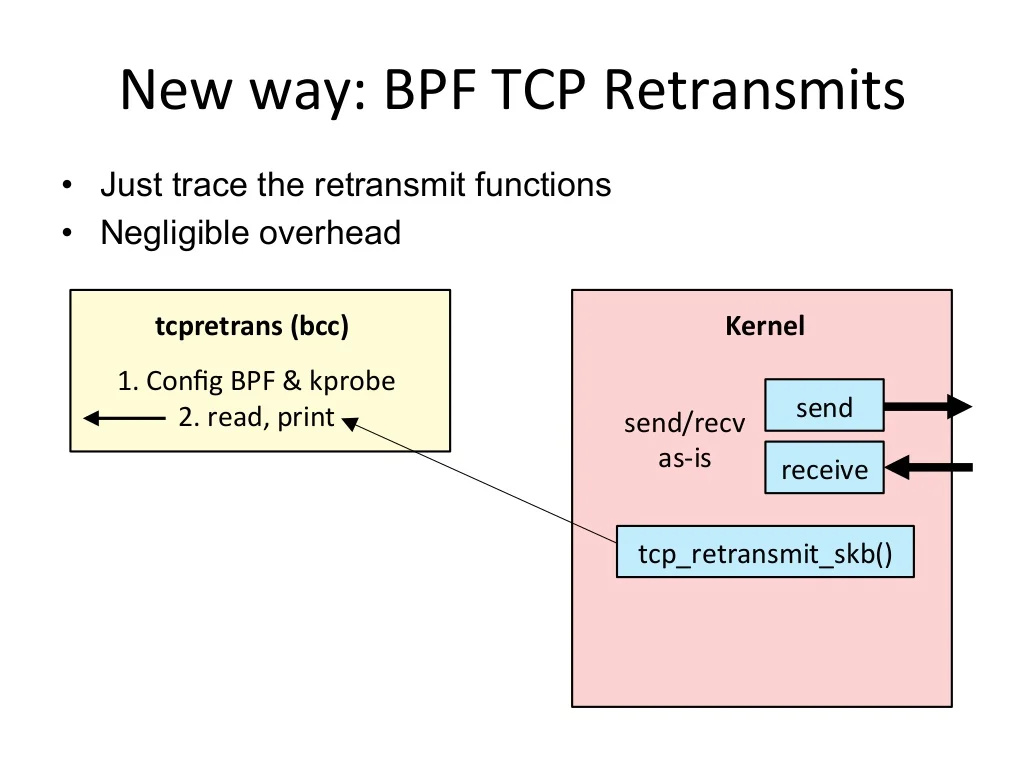 New way: BPF TCP Retransmits
• Just trace the retransmit functions
• Negligible overhead
tcpretrans (bcc)
1. Config BPF & kprobe
2. read, print
Kernel
send/recv
as-is
send
receive
tcp_retransmit_skb()